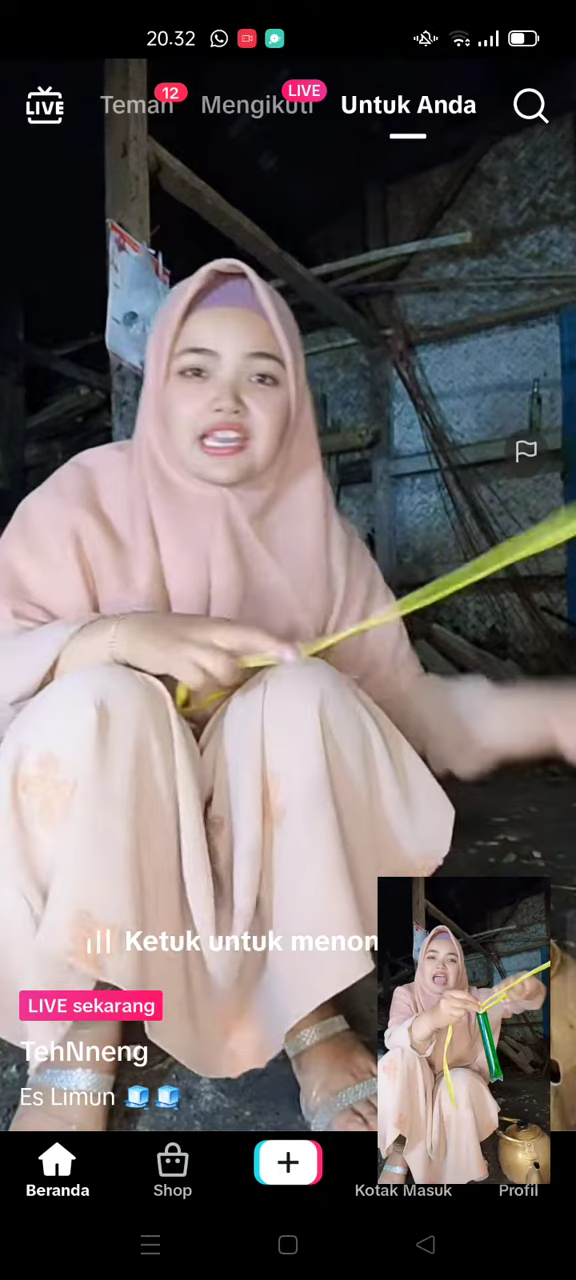 20.32
LIVE
Teman
12
Mengikuti
LIVE
Untuk Anda
Ketuk untuk menon
LIVE sekarang
TehNneng
Es Limun
Beranda
Shop
Kotak Masuk
Profil